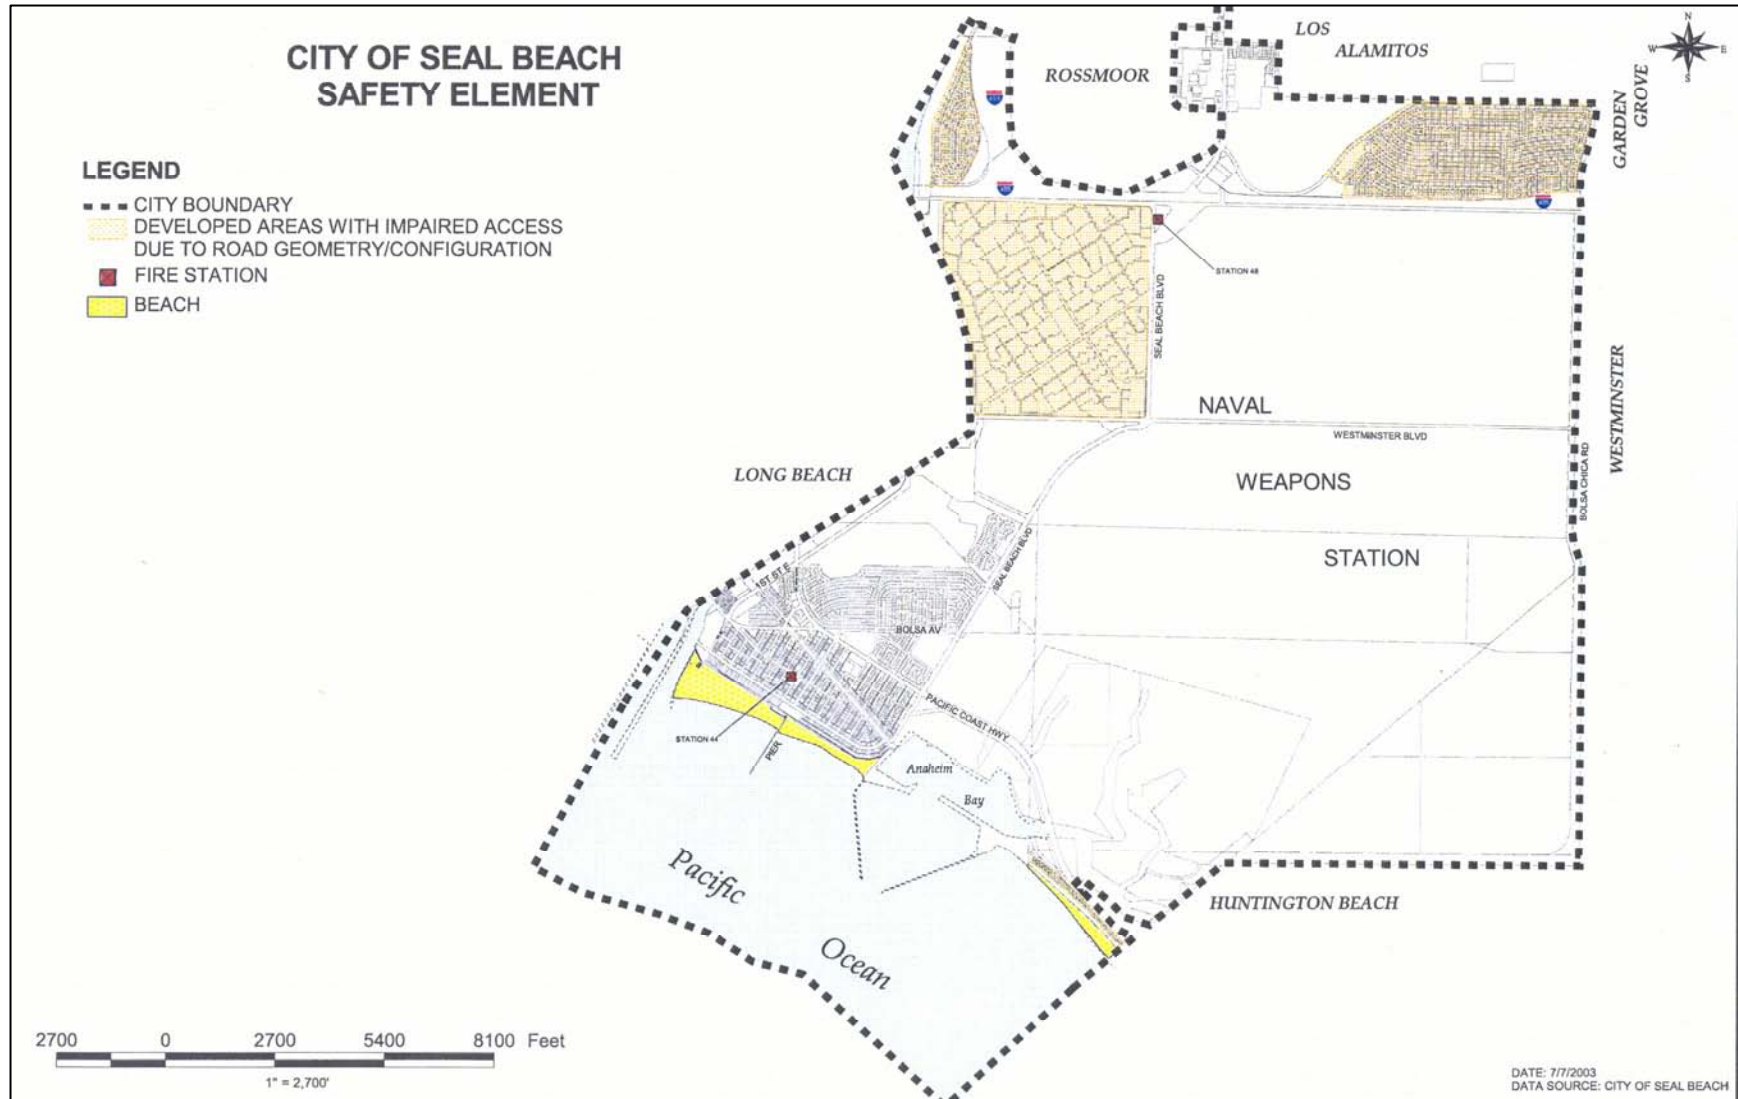 CITY OF SEAL BEACH
SAFETY ELEMENT
LEGEND
CITY BOUNDARY
DEVELOPED AREAS WITH IMPAIRED ACCESS
DUE TO ROAD GEOMETRY/CONFIGURATION
FIRE STATION
BEACH
N
W
E
S
LOS
ALAMITOS
ROSSMOOR
GARDEN
GROVE
STATION 48
SEAL BEACH BLVD
NAVAL
WESTMINSTER BLVD
WESTMINSTER
BOLSA CHICA RD
LONG BEACH
WEAPONS
STATION
SEAL BEACH BLVD
1ST ST E
BOLSA AV
PACIFIC COAST HWY
STATION 44
PIER
Anaheim
Bay
Pacific
Ocean
HUNTINGTON BEACH
2700 0 2700 5400 8100 Feet
1" = 2,700'
DATE: 7/7/2003
DATA SOURCE: CITY OF SEAL BEACH